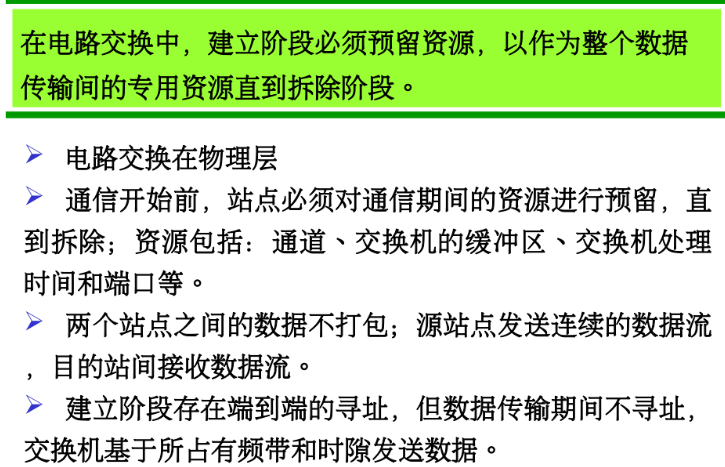 在电路交换中，建立阶段必须预留资源，以作为整个数据
传输间的专用资源直到拆除阶段。
➢ 电路交换在物理层
➢ 通信开始前，站点必须对通信期间的资源进行预留，直
到拆除；资源包括：通道、交换机的缓冲区、交换机处理
时间和端口等。
➢ 两个站点之间的数据不打包；源站点发送连续的数据流
，目的站间接收数据流。
➢ 建立阶段存在端到端的寻址，但数据传输期间不寻址，
交换机基于所占有频带和时隙发送数据。